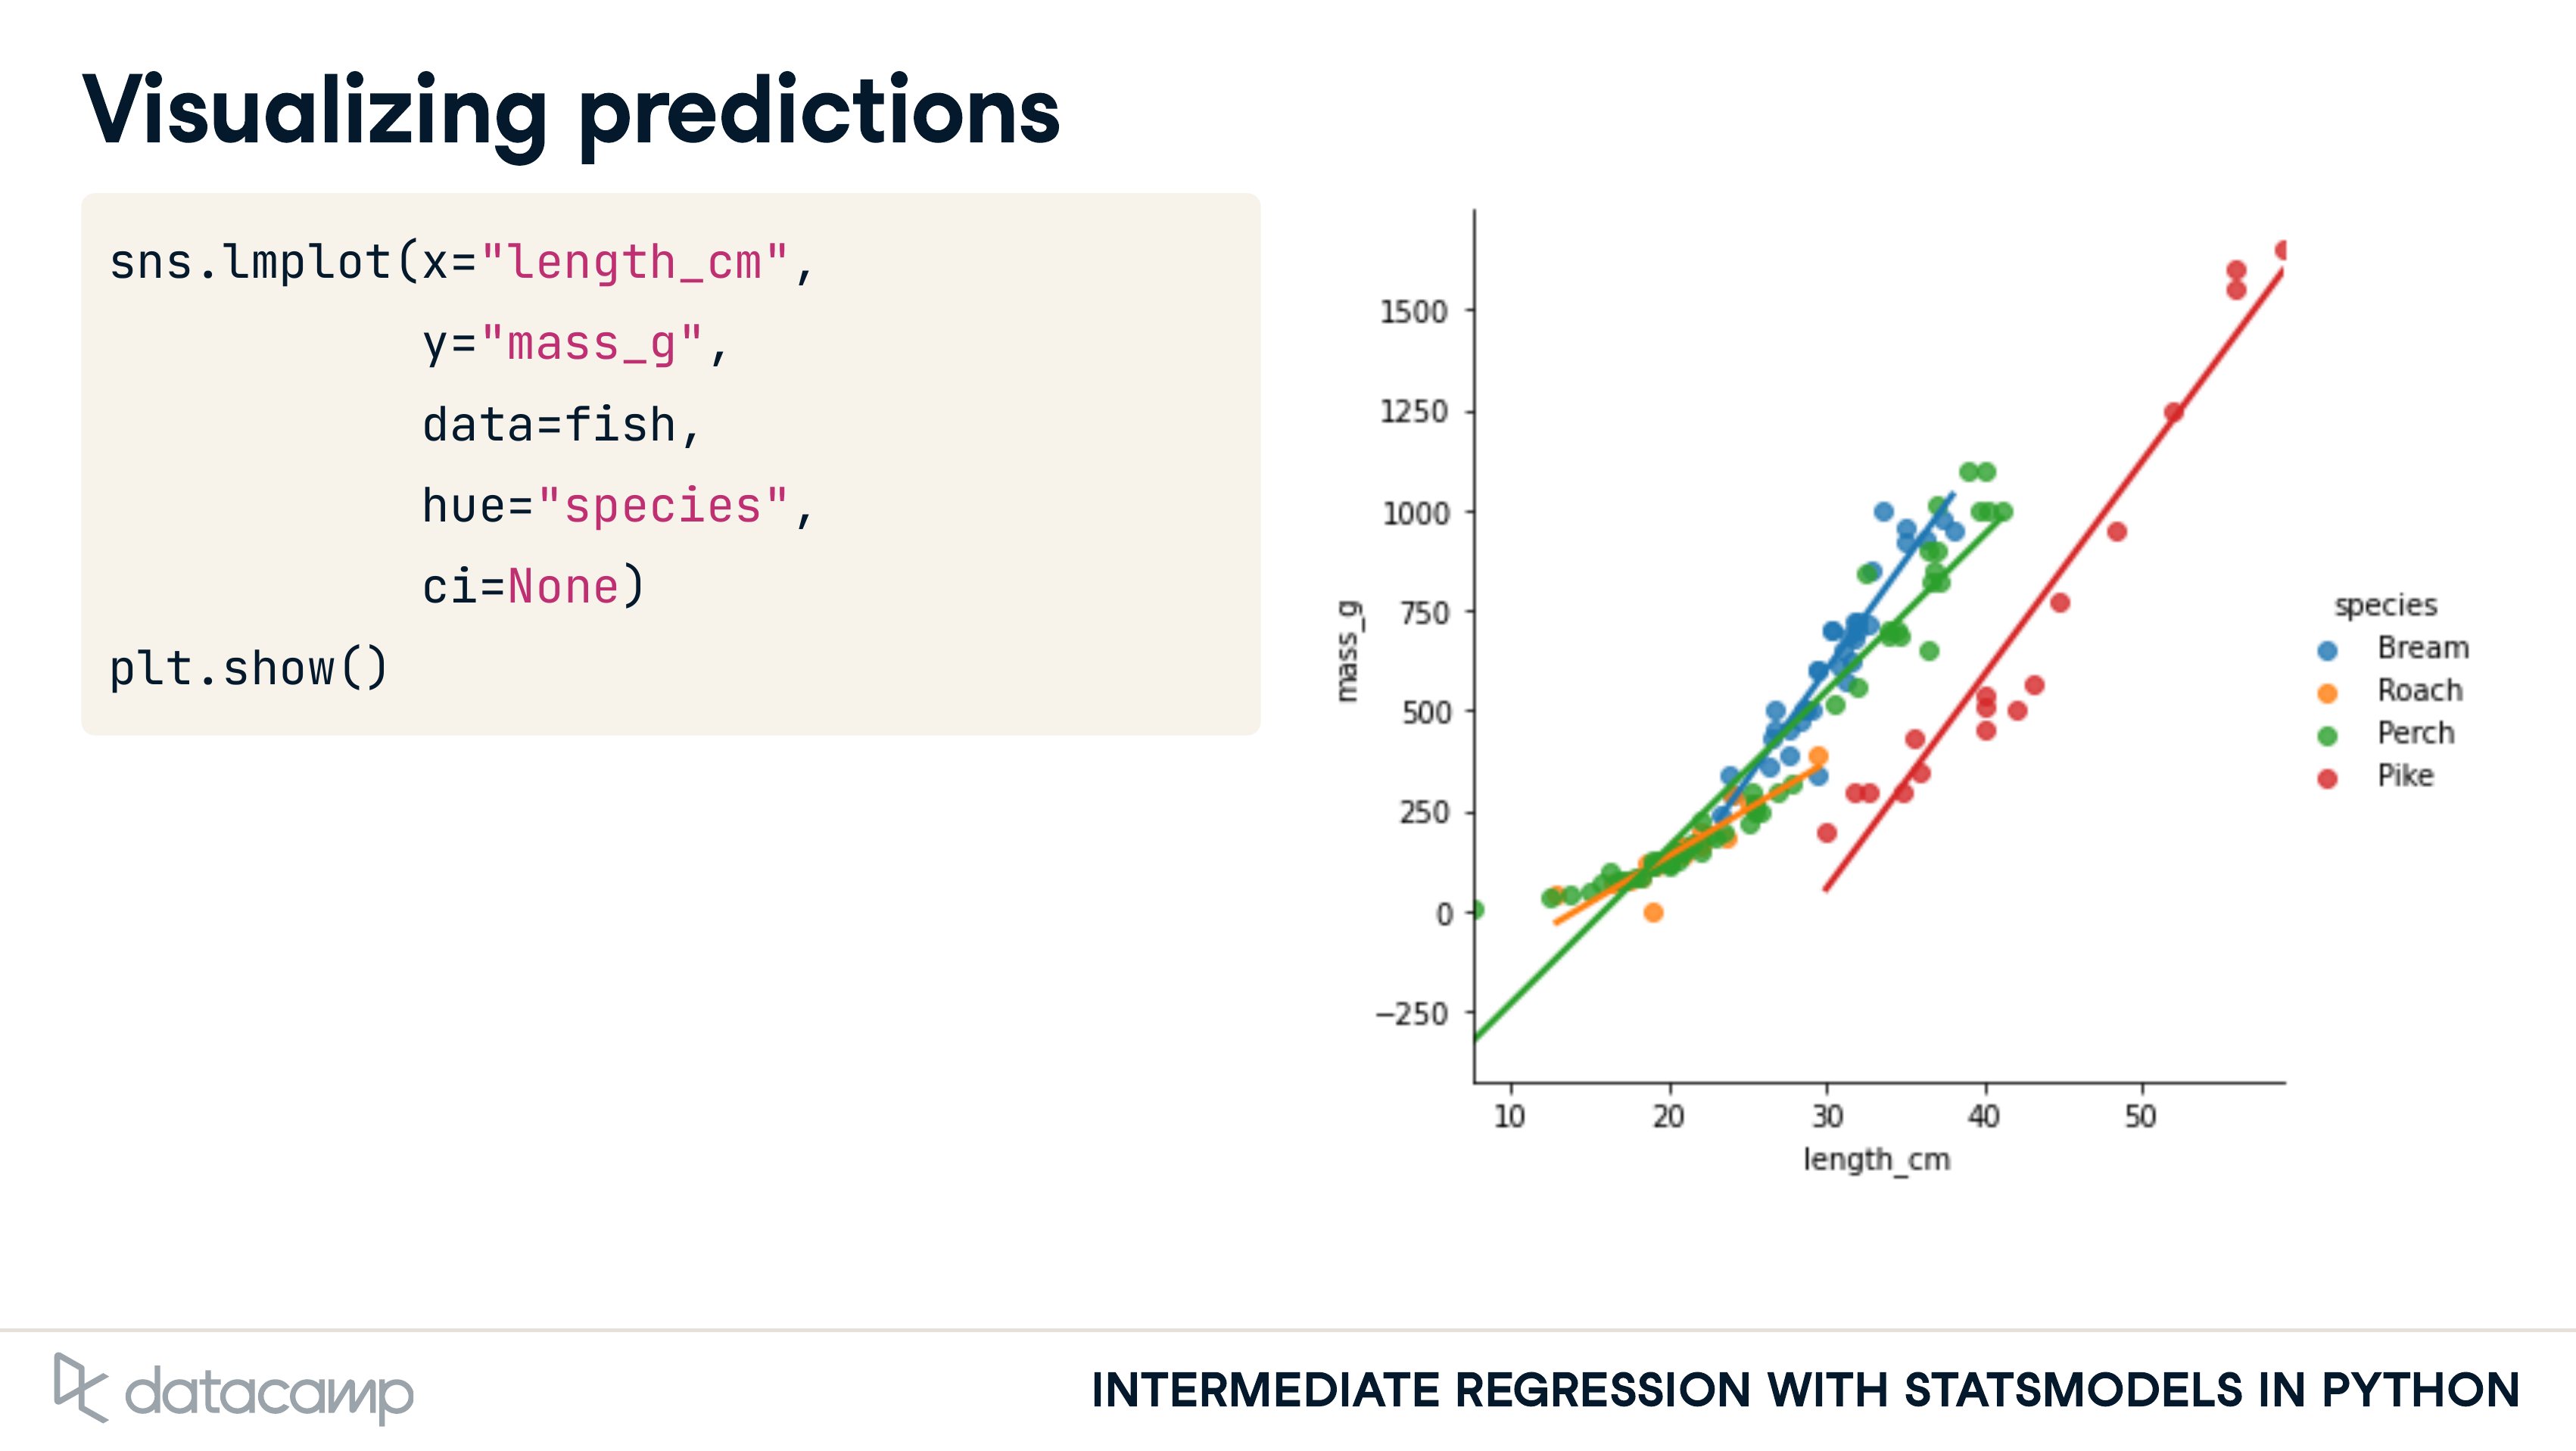 Visualizing predictions
sns.lmplot(x="length_cm",
y="mass_g",
data=fish,
hue="species",
ci=None)
plt.show()
1500
1250
1000
750
500
250
0
−250
mass_g
10 20 30 40 50
length_cm
species
Bream
Roach
Perch
Pike
datacamp
INTERMEDIATE REGRESSION WITH STATSMODELS IN PYTHON